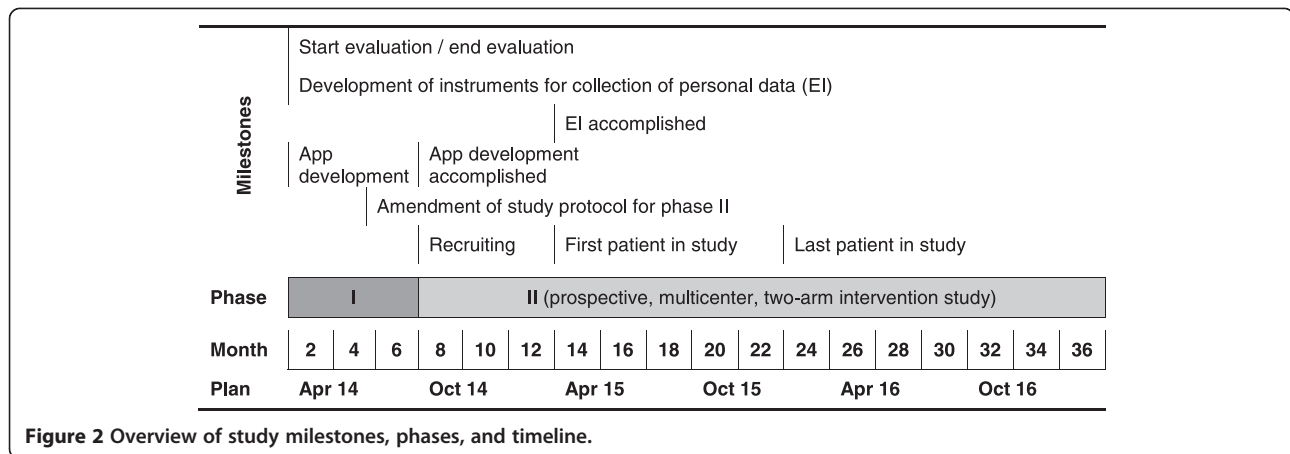 Milestones
Start evaluation / end evaluation
Development of instruments for collection of personal data (EI)
EI accomplished
App App development
development accomplished
Amendment of study protocol for phase II
Recruiting First patient in study Last patient in study
Phase I II (prospective, multicenter, two-arm intervention study)
Month 2 4 6 8 10 12 14 16 18 20 22 24 26 28 30 32 34 36
Plan Apr 14 Oct 14 Apr 15 Oct 15 Apr 16 Oct 16
Figure 2 Overview of study milestones, phases, and timeline.